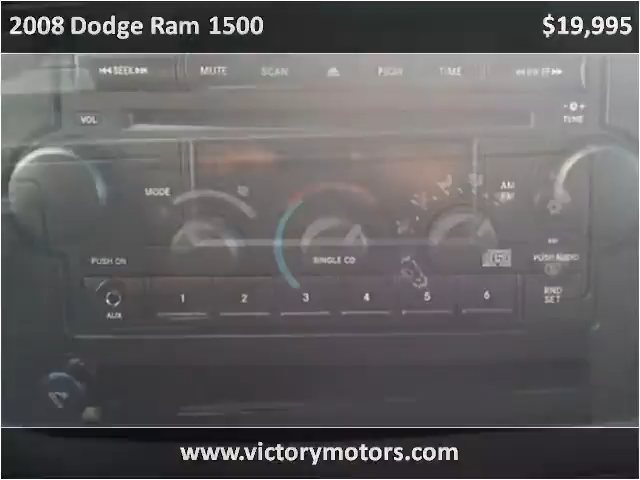 2008 Dodge Ram 1500 $19,995
SEEK MUTE SCAN TIME
VOL TUNE
MODE AM
PUSH ON SINGLE CD PUSH AUDIO
1 2 3 4 5 6 RND
SET
AUX
www.victorymotors.com